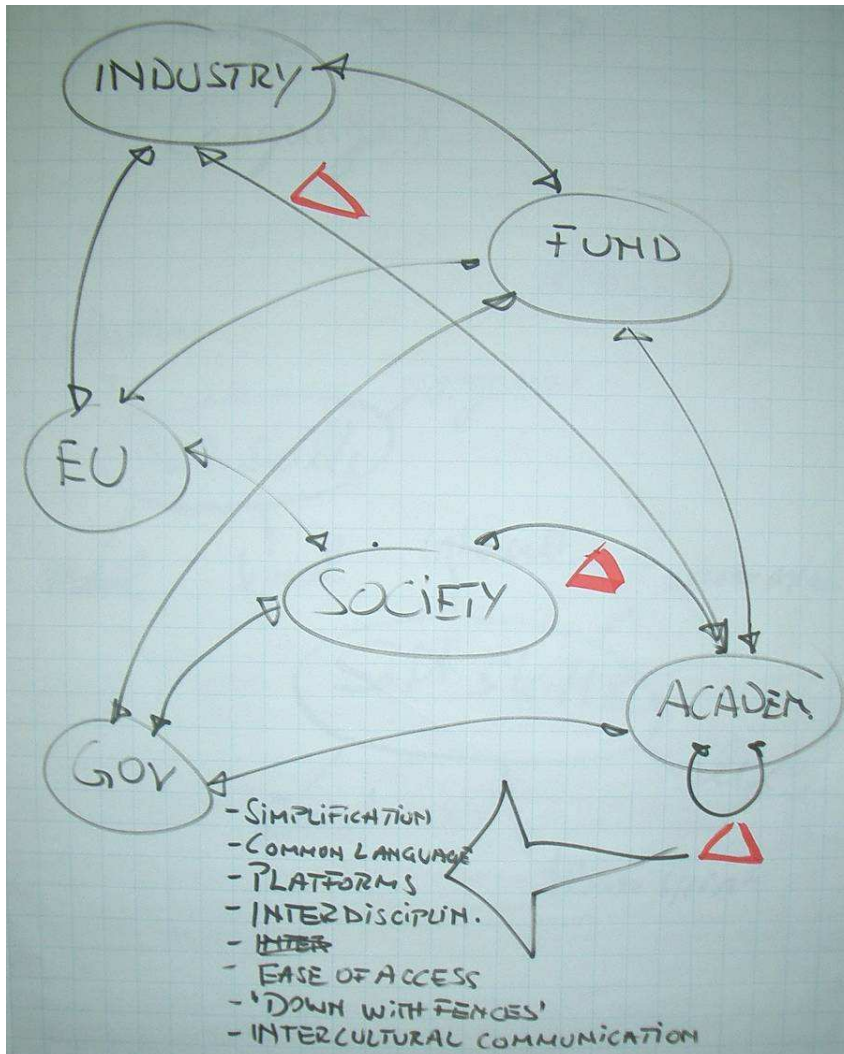 INDUSTRY
FUND
EU
SOCiETY
ACADEM.
GOV
- SiMPLiFiCATiON
- COMMON LANGUAGE
- PLATFORMS
- INTERDISCiPLiN.
- INTER
- EASE OF ACCESS
- 'DOWN WITH FENCES'
- INTERCULTURAL COMMUNiCATiON